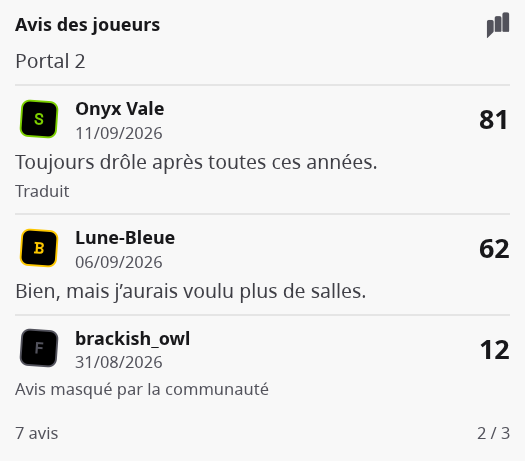 Avis des joueurs
Portal 2
S
Onyx Vale
11/09/2026
81
Toujours drôle après toutes ces années.
Traduit
B
Lune-Bleue
06/09/2026
62
Bien, mais j’aurais voulu plus de salles.
F
brackish_owl
31/08/2026
12
Avis masqué par la communauté
7 avis
2 / 3